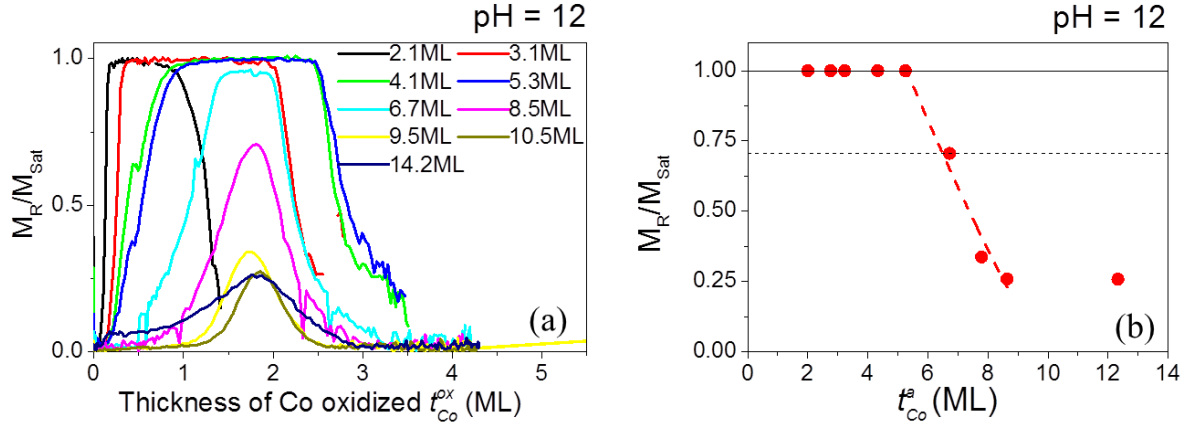 pH = 12
1.0
0.5
0.0
M_R/M_Sat
2.1ML 3.1ML
4.1ML 5.3ML
6.7ML 8.5ML
9.5ML 10.5ML
14.2ML
(a)
0 1 2 3 4 5
Thickness of Co oxidized t_Co^ox (ML)
pH = 12
1.00
0.75
0.50
0.25
0.00
M_R/M_Sat
(b)
0 2 4 6 8 10 12 14
t_Co^a (ML)